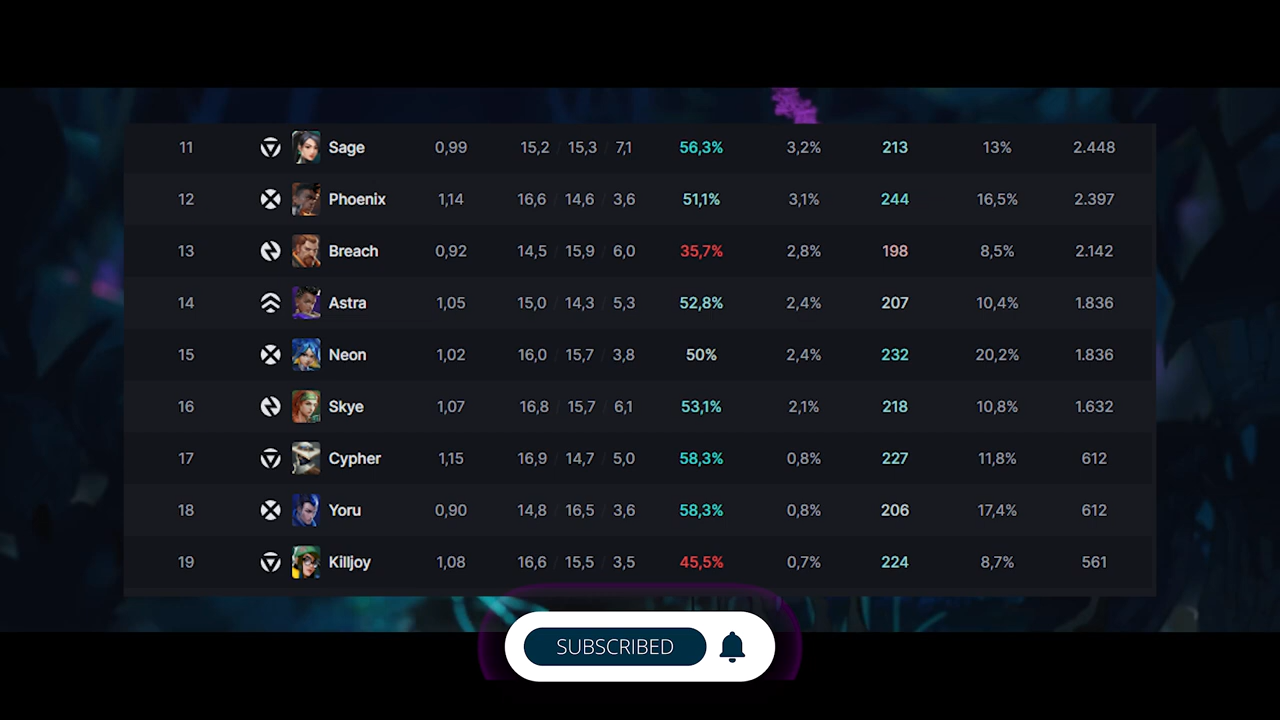 11 Sage 0,99 15,2 / 15,3 / 7,1 56,3% 3,2% 213 13% 2.448
12 Phoenix 1,14 16,6 / 14,6 / 3,6 51,1% 3,1% 244 16,5% 2.397
13 Breach 0,92 14,5 / 15,9 / 6,0 35,7% 2,8% 198 8,5% 2.142
14 Astra 1,05 15,0 / 14,3 / 5,3 52,8% 2,4% 207 10,4% 1.836
15 Neon 1,02 16,0 / 15,7 / 3,8 50% 2,4% 232 20,2% 1.836
16 Skye 1,07 16,8 / 15,7 / 6,1 53,1% 2,1% 218 10,8% 1.632
17 Cypher 1,15 16,9 / 14,7 / 5,0 58,3% 0,8% 227 11,8% 612
18 Yoru 0,90 14,8 / 16,5 / 3,6 58,3% 0,8% 206 17,4% 612
19 Killjoy 1,08 16,6 / 15,5 / 3,5 45,5% 0,7% 224 8,7% 561
SUBSCRIBED